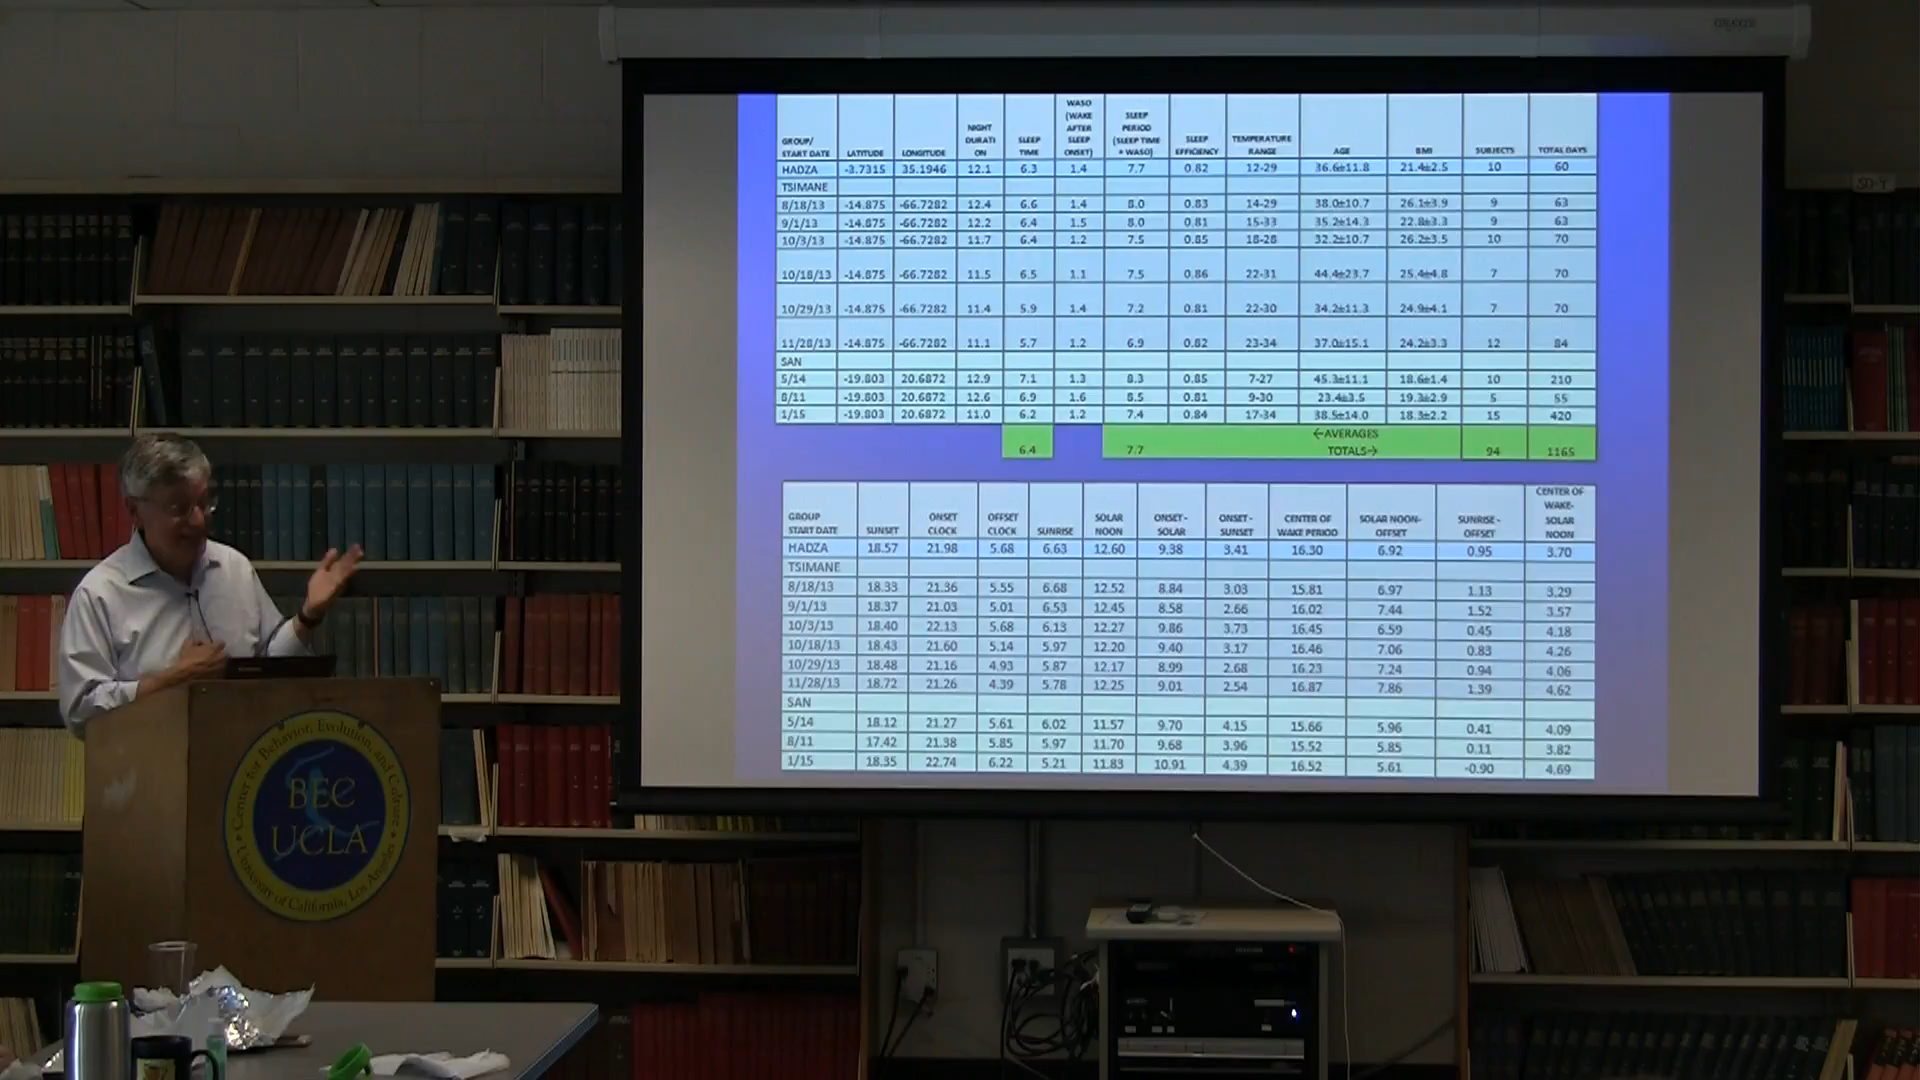 GROUP/ START DATE LATITUDE LONGITUDE NIGHT DURATI ON SLEEP TIME WASO (WAKE AFTER SLEEP ONSET) SLEEP PERIOD (SLEEP TIME + WASO) SLEEP EFFICIENCY TEMPERATURE RANGE AGE BMI SUBJECTS TOTAL DAYS
HADZA -3.7315 35.1946 12.1 6.3 1.4 7.7 0.82 12-29 36.6±11.8 21.4±2.5 10 60
TSIMANE
8/18/13 -14.875 -66.7282 12.4 6.6 1.4 8.0 0.83 14-29 38.0±10.7 26.1±3.9 9 63
9/1/13 -14.875 -66.7282 12.2 6.4 1.5 8.0 0.81 15-33 35.2±14.3 22.8±3.3 9 63
10/3/13 -14.875 -66.7282 11.7 6.4 1.2 7.5 0.85 18-28 32.2±10.7 26.2±3.5 10 70
10/18/13 -14.875 -66.7282 11.5 6.5 1.1 7.5 0.86 22-31 44.4±23.7 25.4±4.8 7 70
10/29/13 -14.875 -66.7282 11.4 5.9 1.4 7.2 0.81 22-30 34.2±11.3 24.9±4.1 7 70
11/28/13 -14.875 -66.7282 11.1 5.7 1.2 6.9 0.82 23-34 37.0±15.1 24.2±3.3 12 84
SAN
5/14 -19.803 20.6872 12.9 7.1 1.3 8.3 0.85 7-27 45.3±11.1 18.6±1.4 10 210
8/11 -19.803 20.6872 12.6 6.9 1.6 8.5 0.81 9-30 23.4±3.5 19.3±2.9 5 55
1/15 -19.803 20.6872 11.0 6.2 1.2 7.4 0.84 17-34 38.5±14.0 18.3±2.2 15 420
←AVERAGES
6.4 7.7 TOTALS→ 94 1165
GROUP START DATE SUNSET ONSET CLOCK OFFSET CLOCK SUNRISE SOLAR NOON ONSET- SOLAR ONSET- SUNSET CENTER OF WAKE PERIOD SOLAR NOON- OFFSET SUNRISE - OFFSET CENTER OF WAKE- SOLAR NOON
HADZA 18.57 21.98 5.68 6.63 12.60 9.38 3.41 16.30 6.92 0.95 3.70
TSIMANE
8/18/13 18.33 21.36 5.55 6.68 12.52 8.84 3.03 15.81 6.97 1.13 3.29
9/1/13 18.37 21.03 5.01 6.53 12.45 8.58 2.66 16.02 7.44 1.52 3.57
10/3/13 18.40 22.13 5.68 6.13 12.27 9.86 3.73 16.45 6.59 0.45 4.18
10/18/13 18.43 21.60 5.14 5.97 12.20 9.40 3.17 16.46 7.06 0.83 4.26
10/29/13 18.48 21.16 4.93 5.87 12.17 8.99 2.68 16.23 7.24 0.94 4.06
11/28/13 18.72 21.26 4.39 5.78 12.25 9.01 2.54 16.87 7.86 1.39 4.62
SAN
5/14 18.12 21.27 5.61 6.02 11.57 9.70 4.15 15.66 5.96 0.41 4.09
8/11 17.42 21.38 5.85 5.97 11.70 9.68 3.96 15.52 5.85 0.11 3.82
1/15 18.35 22.74 6.22 5.21 11.83 10.91 4.39 16.52 5.61 -0.90 4.69
SD-Y
Center for Behavior, Evolution, and Culture
BEC
UCLA
University of California, Los Angeles